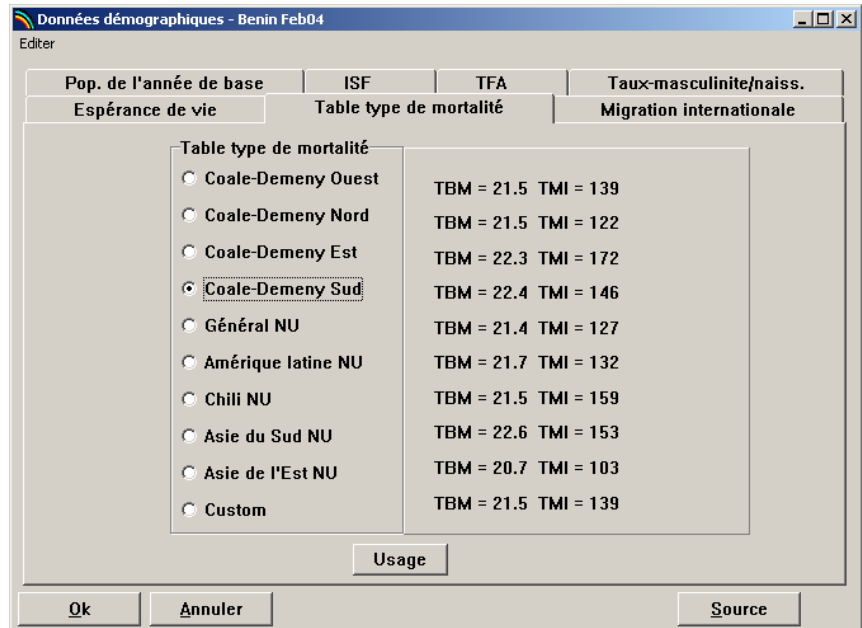 Données démographiques - Benin Feb04
Editer
Pop. de l'année de base ISF TFA Taux-masculinite/naiss.
Espérance de vie Table type de mortalité Migration internationale
Table type de mortalité
Coale-Demeny Ouest TBM = 21.5 TMI = 139
Coale-Demeny Nord TBM = 21.5 TMI = 122
Coale-Demeny Est TBM = 22.3 TMI = 172
Coale-Demeny Sud TBM = 22.4 TMI = 146
Général NU TBM = 21.4 TMI = 127
Amérique latine NU TBM = 21.7 TMI = 132
Chili NU TBM = 21.5 TMI = 159
Asie du Sud NU TBM = 22.6 TMI = 153
Asie de l'Est NU TBM = 20.7 TMI = 103
Custom TBM = 21.5 TMI = 139
Usage
Ok Annuler Source